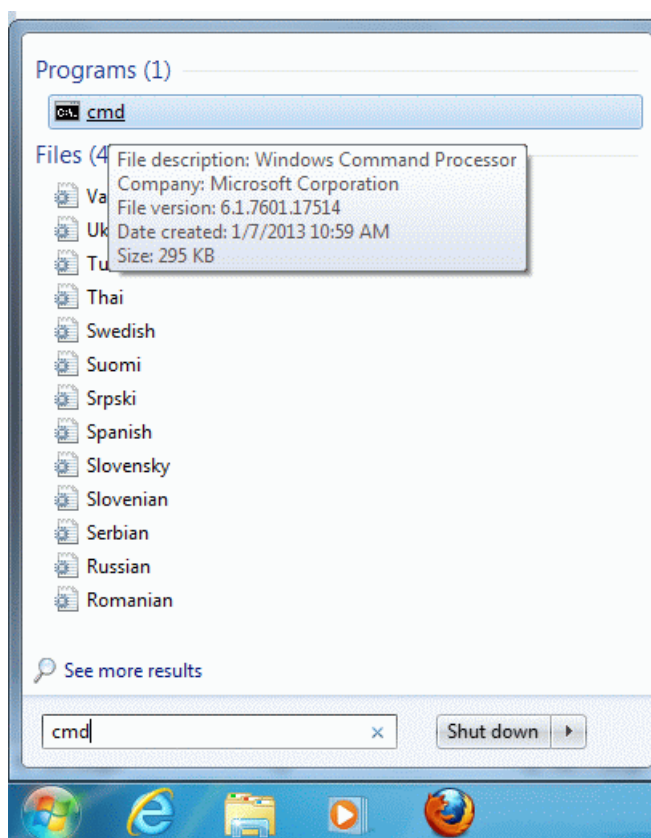 Programs (1)
cmd
Files (4
File description: Windows Command Processor
Company: Microsoft Corporation
File version: 6.1.7601.17514
Date created: 1/7/2013 10:59 AM
Size: 295 KB
Va
Uk
Tu
Thai
Swedish
Suomi
Srpski
Spanish
Slovensky
Slovenian
Serbian
Russian
Romanian
See more results
cmd
Shut down